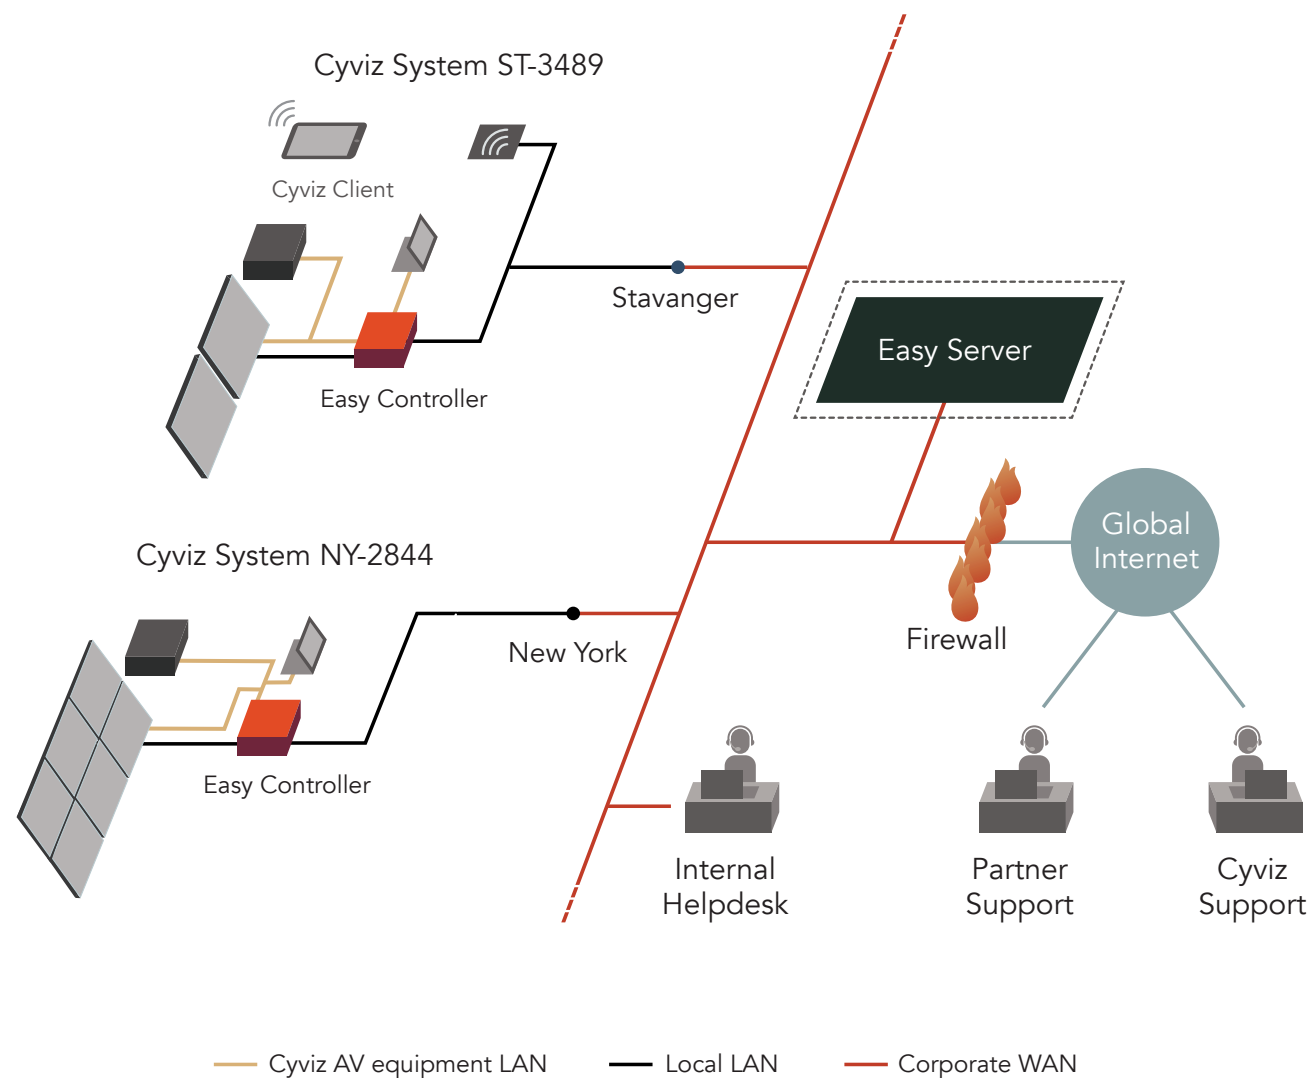 Cyviz System ST-3489
Cyviz Client
Stavanger
Easy Server
Easy Controller
Global
Internet
Cyviz System NY-2844
Firewall
New York
Easy Controller
Internal
Helpdesk
Partner
Support
Cyviz
Support
Cyviz AV equipment LAN
Local LAN
Corporate WAN